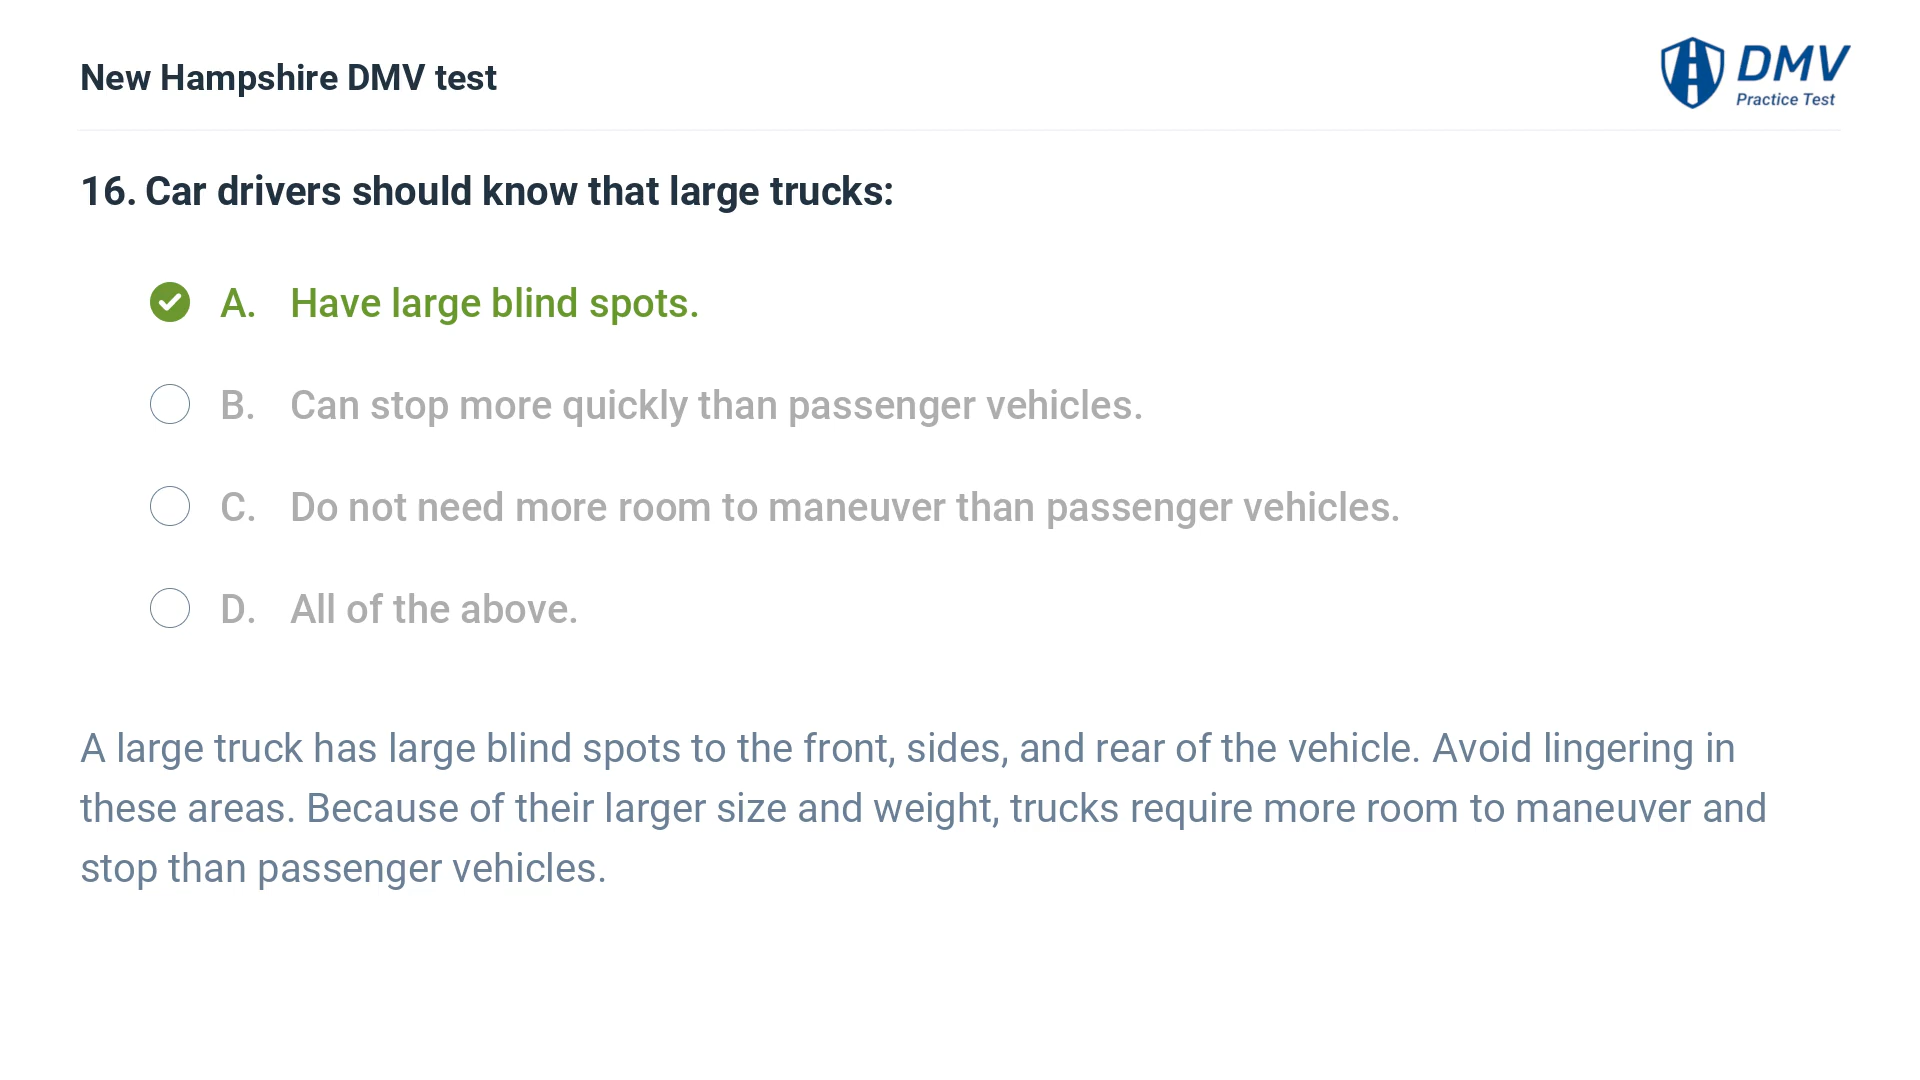 New Hampshire DMV test
DMV
Practice Test
16. Car drivers should know that large trucks:
A. Have large blind spots.
B. Can stop more quickly than passenger vehicles.
C. Do not need more room to maneuver than passenger vehicles.
D. All of the above.
A large truck has large blind spots to the front, sides, and rear of the vehicle. Avoid lingering in
these areas. Because of their larger size and weight, trucks require more room to maneuver and
stop than passenger vehicles.